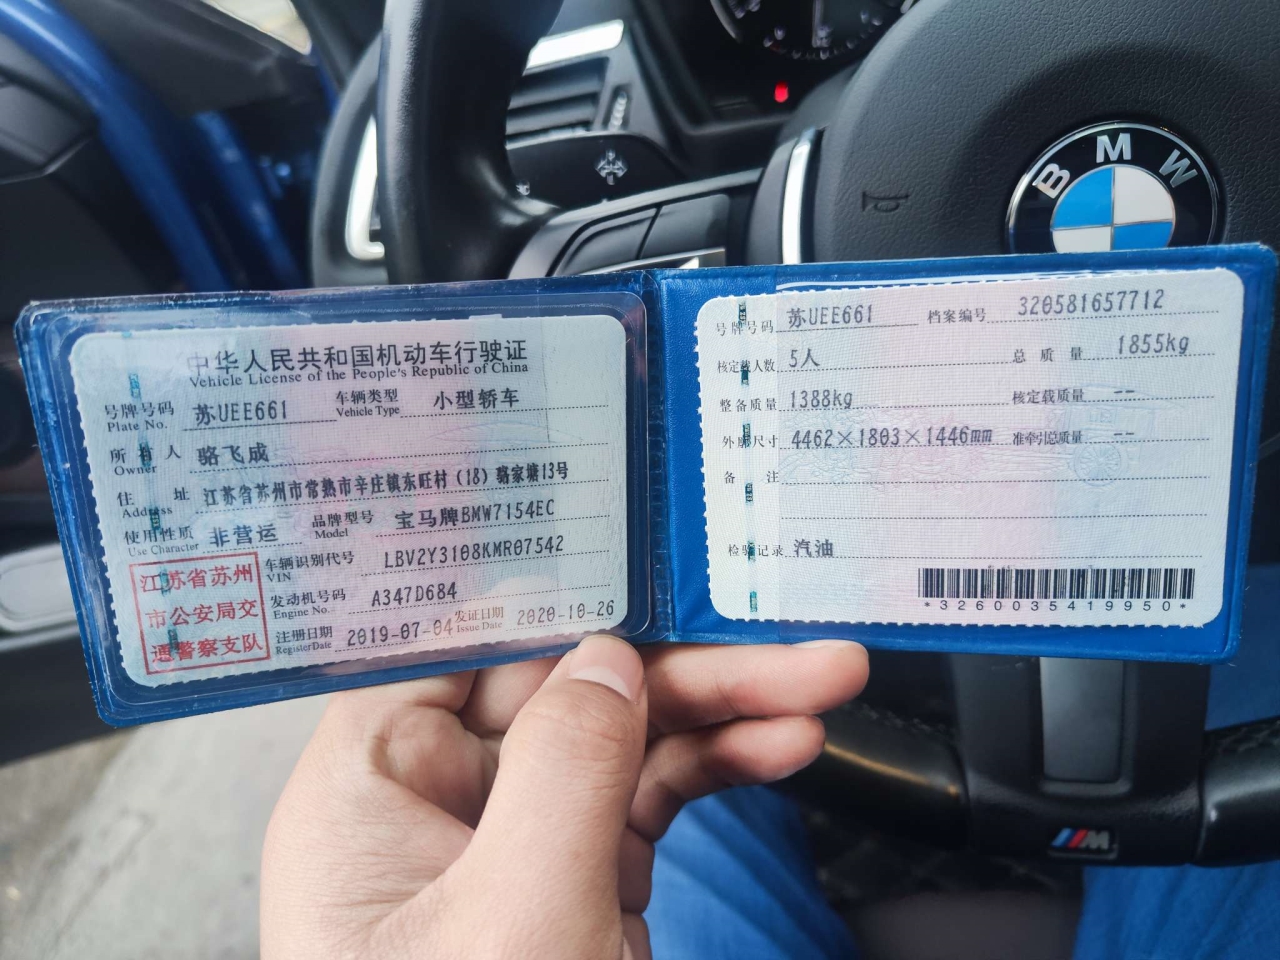 BMW
中华人民共和国机动车行驶证
Vehicle License of the People's Republic of China
号牌号码 苏UEE661 车辆类型 小型轿车
Plate No. Vehicle Type
所有人 骆飞成
Owner
住址 江苏省苏州市常熟市辛庄镇东旺村(18)骆家塘13号
Address
使用性质 非营运 品牌型号 宝马牌BMW7154EC
Use Character Model
江苏省苏州
市公安局交
通警察支队
车辆识别代号 LBV2Y3108KMR07542
VIN
发动机号码 A347D684
Engine No.
注册日期 2019-07-04 发证日期 2020-10-26
Register Date Issue Date
号牌号码 苏UEE661 档案编号 320581657712
核定载人数 5人 总质量 1855kg
整备质量 1388kg 核定载质量 --
外廓尺寸 4462×1803×1446mm 准牵引总质量 --
备注
检验记录 汽油
*3260035419950*
M